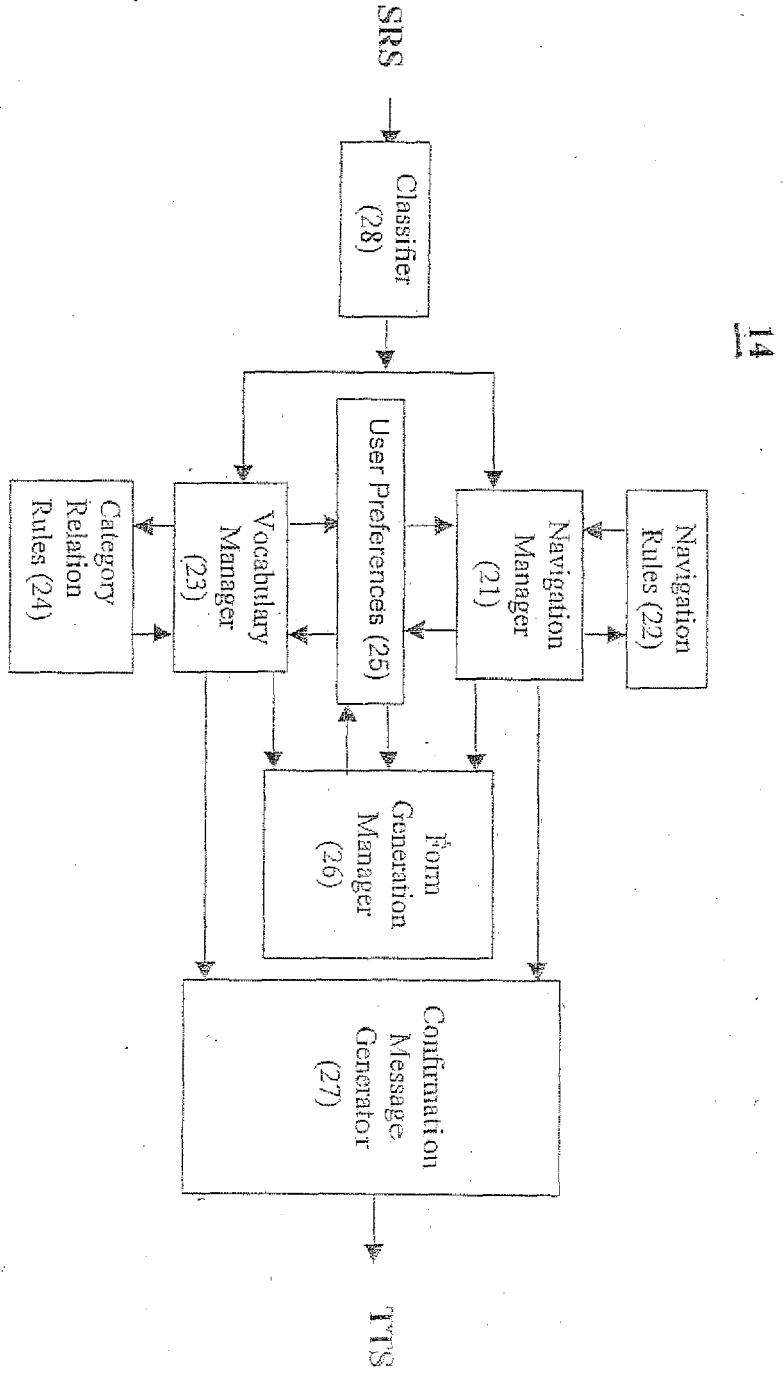 14
SRS
Classifier
(28)
Navigation
Rules (22)
Navigation
Manager
(21)
User Preferences (25)
Vocabulary
Manager
(23)
Category
Relation
Rules (24)
Form
Generation
Manager
(26)
Confirmation
Message
Generator
(27)
TTS